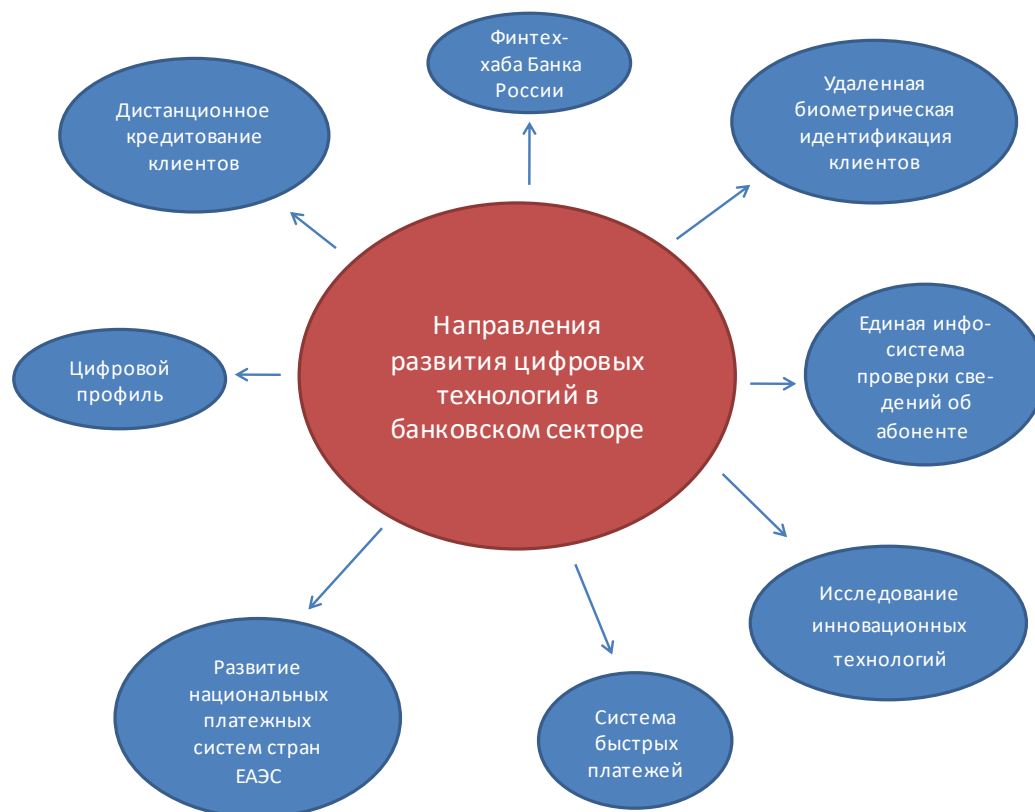 Финтех-
хаба Банка
России
Дистанционное
кредитование
клиентов
Удаленная
биометрическая
идентификация
клиентов
Направления
развития цифровых
технологий в
банковском секторе
Цифровой
профиль
Единая инфо-
система
проверки све-
дений об
абоненте
Исследование
инновационных
технологий
Развитие
национальных
платежных
систем стран
ЕАЭС
Система
быстрых
платежей